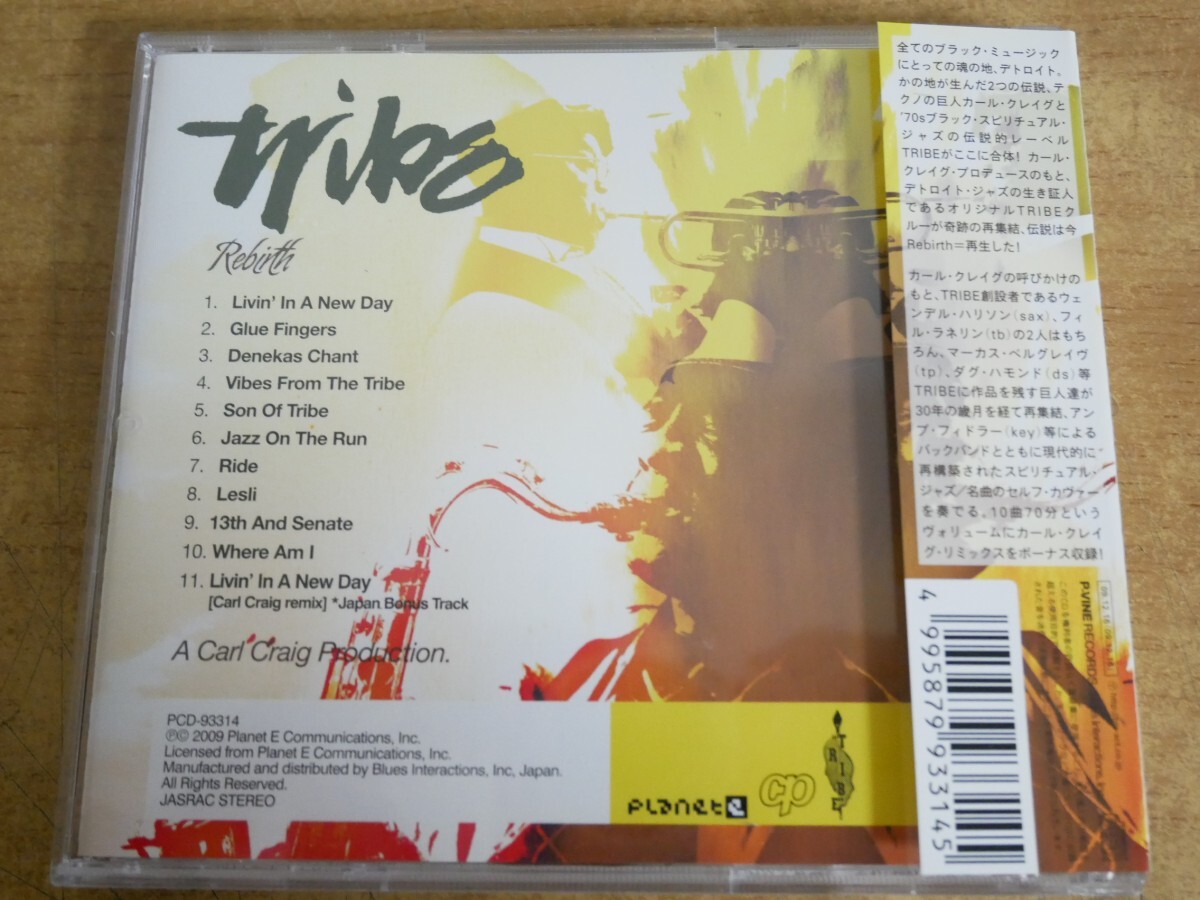 tribe
Rebirth
1. Livin' In A New Day
2. Glue Fingers
3. Denekas Chant
4. Vibes From The Tribe
5. Son Of Tribe
6. Jazz On The Run
7. Ride
8. Lesli
9. 13th And Senate
10. Where Am I
11. Livin' In A New Day
[Carl Craig remix] *Japan Bonus Track
A Carl Craig Production.
PCD-93314
℗© 2009 Planet E Communications, Inc.
Licensed from Planet E Communications, Inc.
Manufactured and distributed by Blues Interactions, Inc, Japan.
All Rights Reserved.
JASRAC STEREO
PLanet e
cp
TRIBE
全てのブラック・ミュージック
にとっての魂の地、デトロイト。
かの地が生んだ2つの伝説、テ
クノの巨人カール・クレイグと
'70sブラック・スピリチュアル・
ジャズの伝説的レーベル
TRIBEがここに合体! カール・
クレイグ・プロデュースのもと、
デトロイト・ジャズの生き証人
であるオリジナルTRIBEク
ルーが奇跡の再集結、伝説は今
Rebirth=再生した!
カール・クレイグの呼びかけの
もと、TRIBE創設者であるウェ
ンデル・ハリソン(sax)、フィ
ル・ラネリン(tb)の2人はもち
ろん、マーカス・ベルグレイヴ
(tp)、ダグ・ハモンド(ds)等
TRIBEに作品を残す巨人達が
30年の歳月を経て再集結、アン
プ・フィドラー(key)等による
バックバンドとともに現代的に
再構築されたスピリチュアル・
ジャズ/名曲のセルフ・カヴァー
を奏でる。10曲70分という
ヴォリュームにカール・クレイ
グ・リミックスをボーナス収録!
P-VINE RECORDS
4 995879 933145